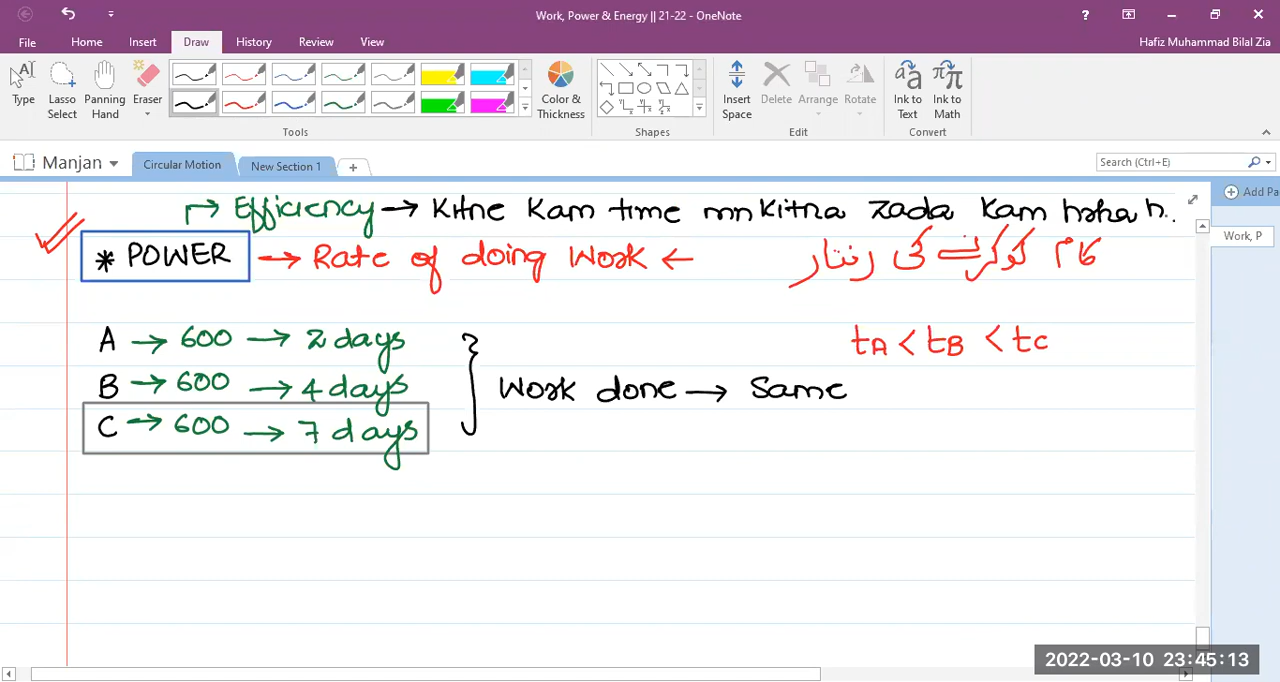 Work, Power & Energy || 21-22 - OneNote
File Home Insert Draw History Review View
Hafiz Muhammad Bilal Zia
Type
Lasso Select
Panning Hand
Eraser
Color & Thickness
Insert Space
Delete
Arrange
Rotate
Ink to Text
Ink to Math
Tools
Shapes
Edit
Convert
Manjan
Circular Motion
New Section 1
Search (Ctrl+E)
Add Pa
Work, P
Efficiency → Kitne Kam time mn Kitna zada Kam hoha h.
* POWER → Rate of doing Work ← کام کو کرنے کی رفتار
A → 600 → 2 days
B → 600 → 4 days
C → 600 → 7 days
Work done → Same
tA < tB < tC
2022-03-10 23:45:13